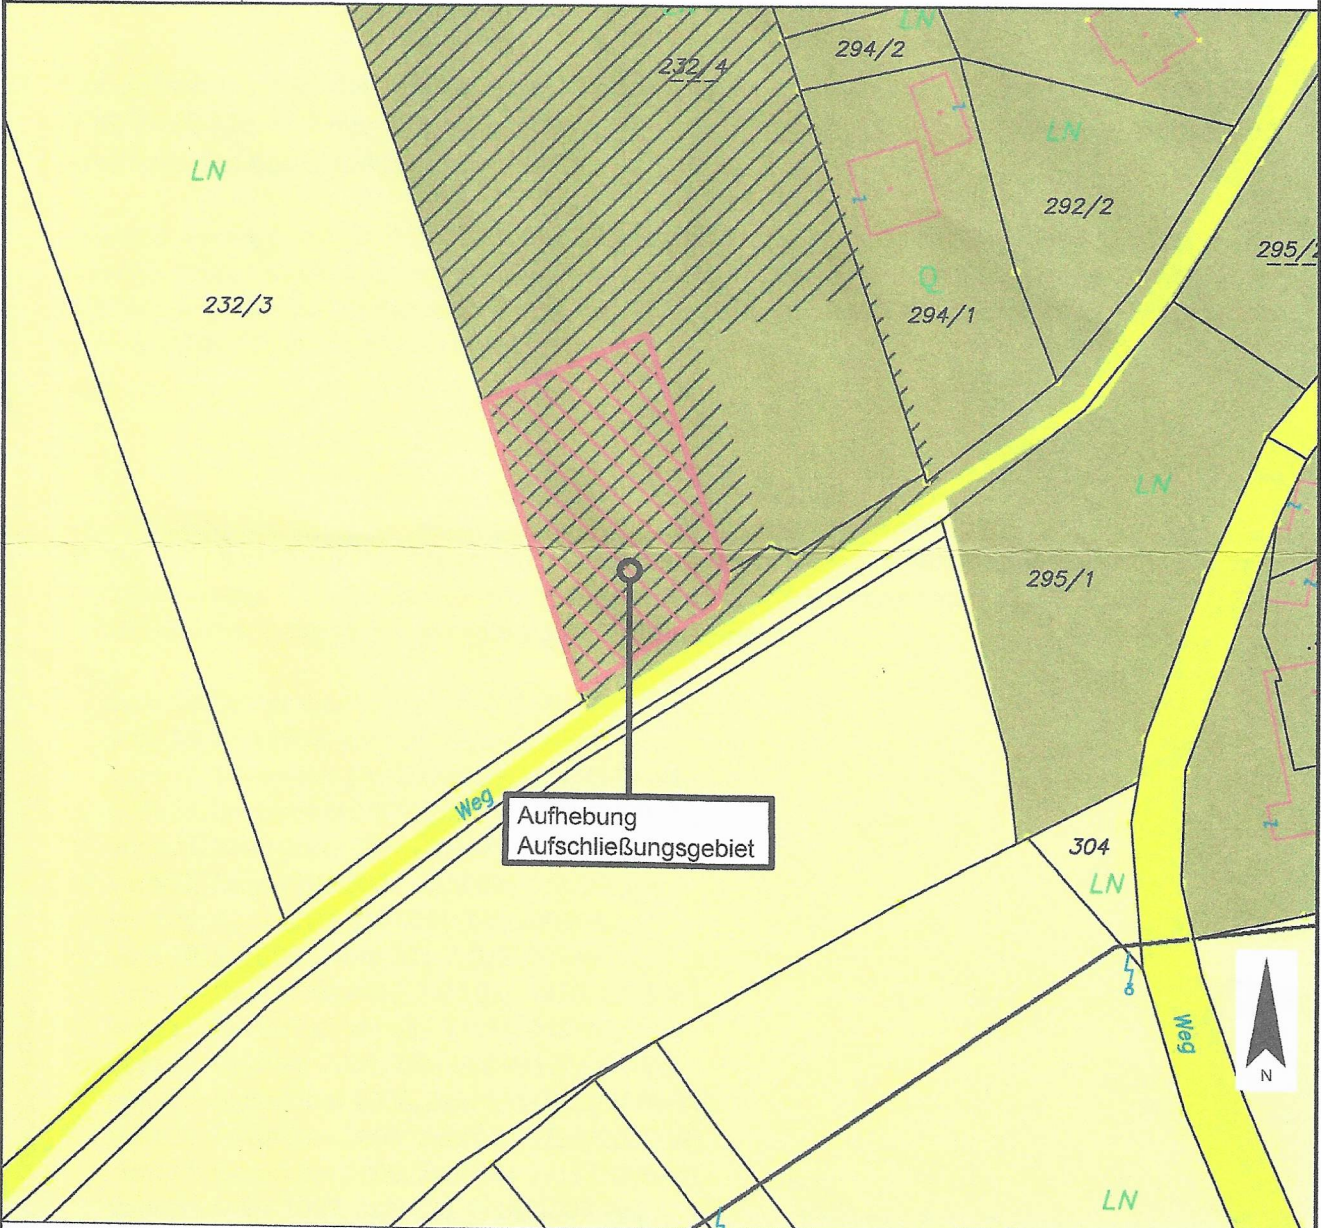 LN
232/4
294/2
LN
LN
LN
292/2
295/2
232/3
Q
294/1
LN
295/1
Weg
Aufhebung
Aufschließungsgebiet
304
LN
Weg
N
LN